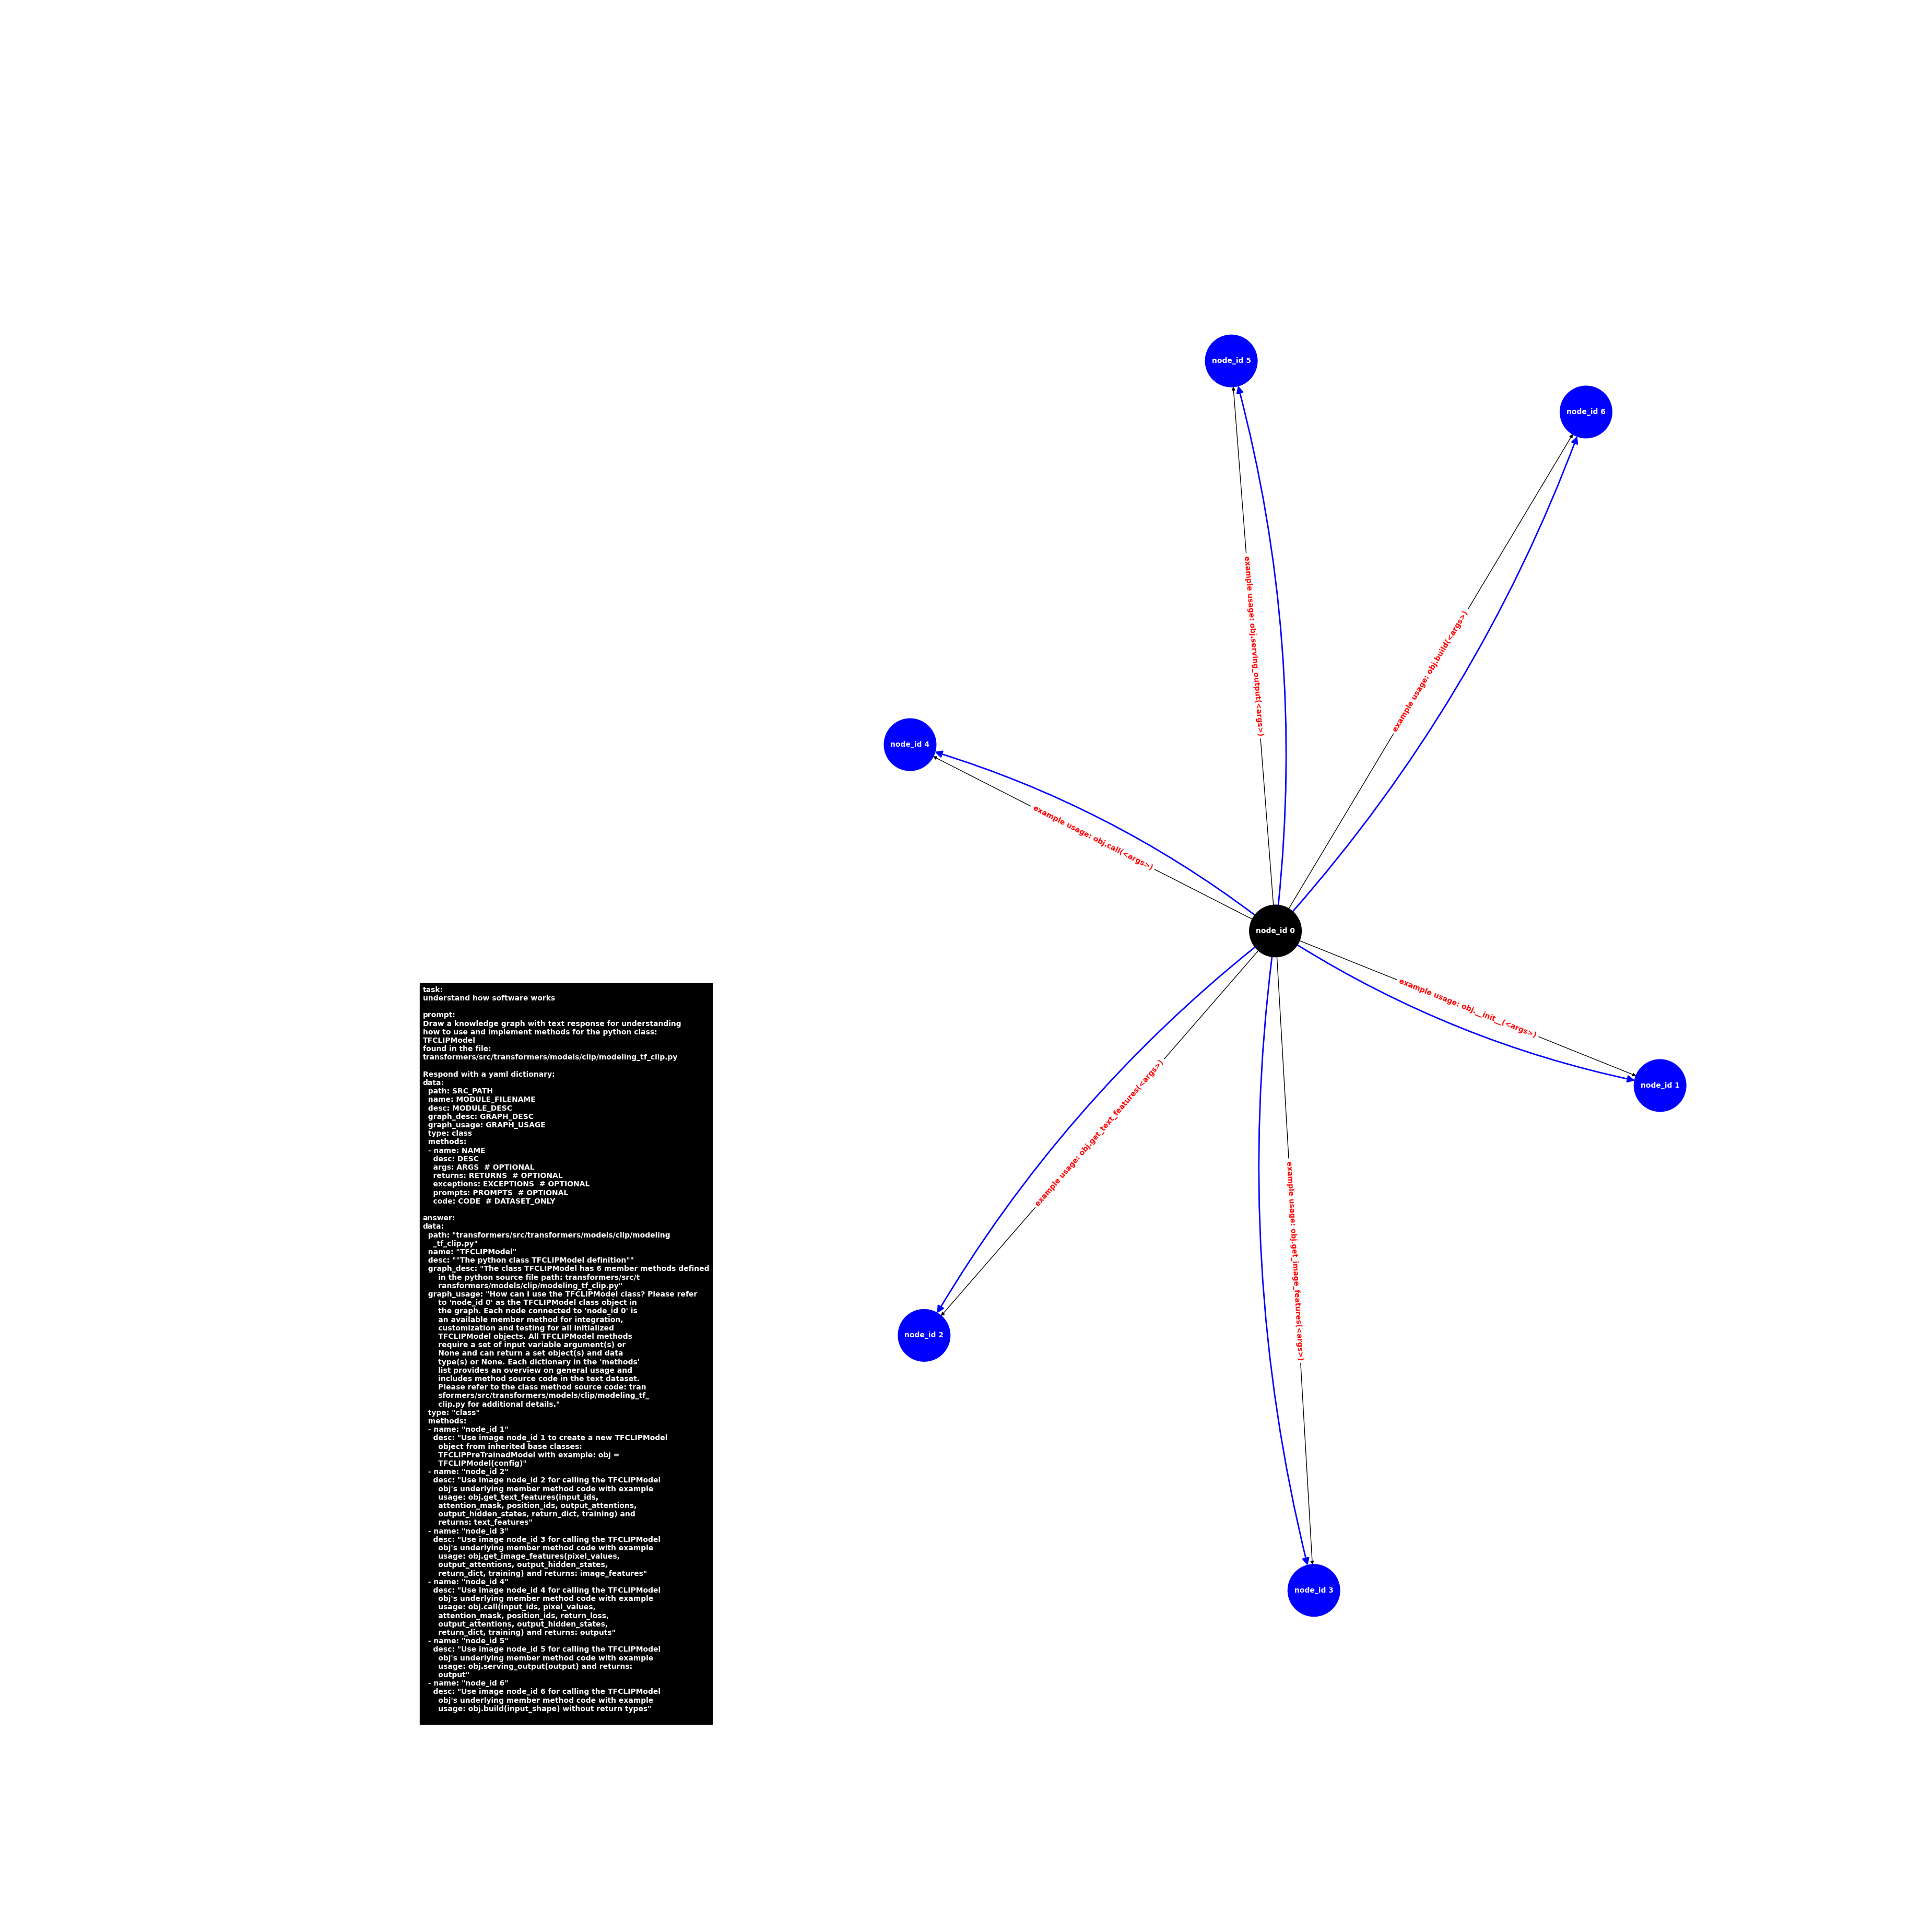 node_id 5
node_id 6
example usage: obj.serving_output(<args>)
example usage: obj.build(<args>)
node_id 4
example usage: obj.call(<args>)
node_id 0
example usage: obj.__init__(<args>)
node_id 1
example usage: obj.get_text_features(<args>)
example usage: obj.get_image_features(<args>)
node_id 2
node_id 3
task:
understand how software works

prompt:
Draw a knowledge graph with text response for understanding
how to use and implement methods for the python class:
TFCLIPModel
found in the file:
transformers/src/transformers/models/clip/modeling_tf_clip.py

Respond with a yaml dictionary:
data:
  path: SRC_PATH
  name: MODULE_FILENAME
  desc: MODULE_DESC
  graph_desc: GRAPH_DESC
  graph_usage: GRAPH_USAGE
  type: class
  methods:
  - name: NAME
    desc: DESC
    args: ARGS  # OPTIONAL
    returns: RETURNS  # OPTIONAL
    exceptions: EXCEPTIONS  # OPTIONAL
    prompts: PROMPTS  # OPTIONAL
    code: CODE  # DATASET_ONLY

answer:
data:
  path: "transformers/src/transformers/models/clip/modeling
    _tf_clip.py"
  name: "TFCLIPModel"
  desc: ""The python class TFCLIPModel definition""
  graph_desc: "The class TFCLIPModel has 6 member methods defined
      in the python source file path: transformers/src/t
      ransformers/models/clip/modeling_tf_clip.py"
  graph_usage: "How can I use the TFCLIPModel class? Please refer
      to 'node_id 0' as the TFCLIPModel class object in
      the graph. Each node connected to 'node_id 0' is
      an available member method for integration,
      customization and testing for all initialized
      TFCLIPModel objects. All TFCLIPModel methods
      require a set of input variable argument(s) or
      None and can return a set object(s) and data
      type(s) or None. Each dictionary in the 'methods'
      list provides an overview on general usage and
      includes method source code in the text dataset.
      Please refer to the class method source code: tran
      sformers/src/transformers/models/clip/modeling_tf_
      clip.py for additional details."
  type: "class"
  methods:
  - name: "node_id 1"
    desc: "Use image node_id 1 to create a new TFCLIPModel
      object from inherited base classes:
      TFCLIPPreTrainedModel with example: obj =
      TFCLIPModel(config)"
  - name: "node_id 2"
    desc: "Use image node_id 2 for calling the TFCLIPModel
      obj's underlying member method code with example
      usage: obj.get_text_features(input_ids,
      attention_mask, position_ids, output_attentions,
      output_hidden_states, return_dict, training) and
      returns: text_features"
  - name: "node_id 3"
    desc: "Use image node_id 3 for calling the TFCLIPModel
      obj's underlying member method code with example
      usage: obj.get_image_features(pixel_values,
      output_attentions, output_hidden_states,
      return_dict, training) and returns: image_features"
  - name: "node_id 4"
    desc: "Use image node_id 4 for calling the TFCLIPModel
      obj's underlying member method code with example
      usage: obj.call(input_ids, pixel_values,
      attention_mask, position_ids, return_loss,
      output_attentions, output_hidden_states,
      return_dict, training) and returns: outputs"
  - name: "node_id 5"
    desc: "Use image node_id 5 for calling the TFCLIPModel
      obj's underlying member method code with example
      usage: obj.serving_output(output) and returns:
      output"
  - name: "node_id 6"
    desc: "Use image node_id 6 for calling the TFCLIPModel
      obj's underlying member method code with example
      usage: obj.build(input_shape) without return types"